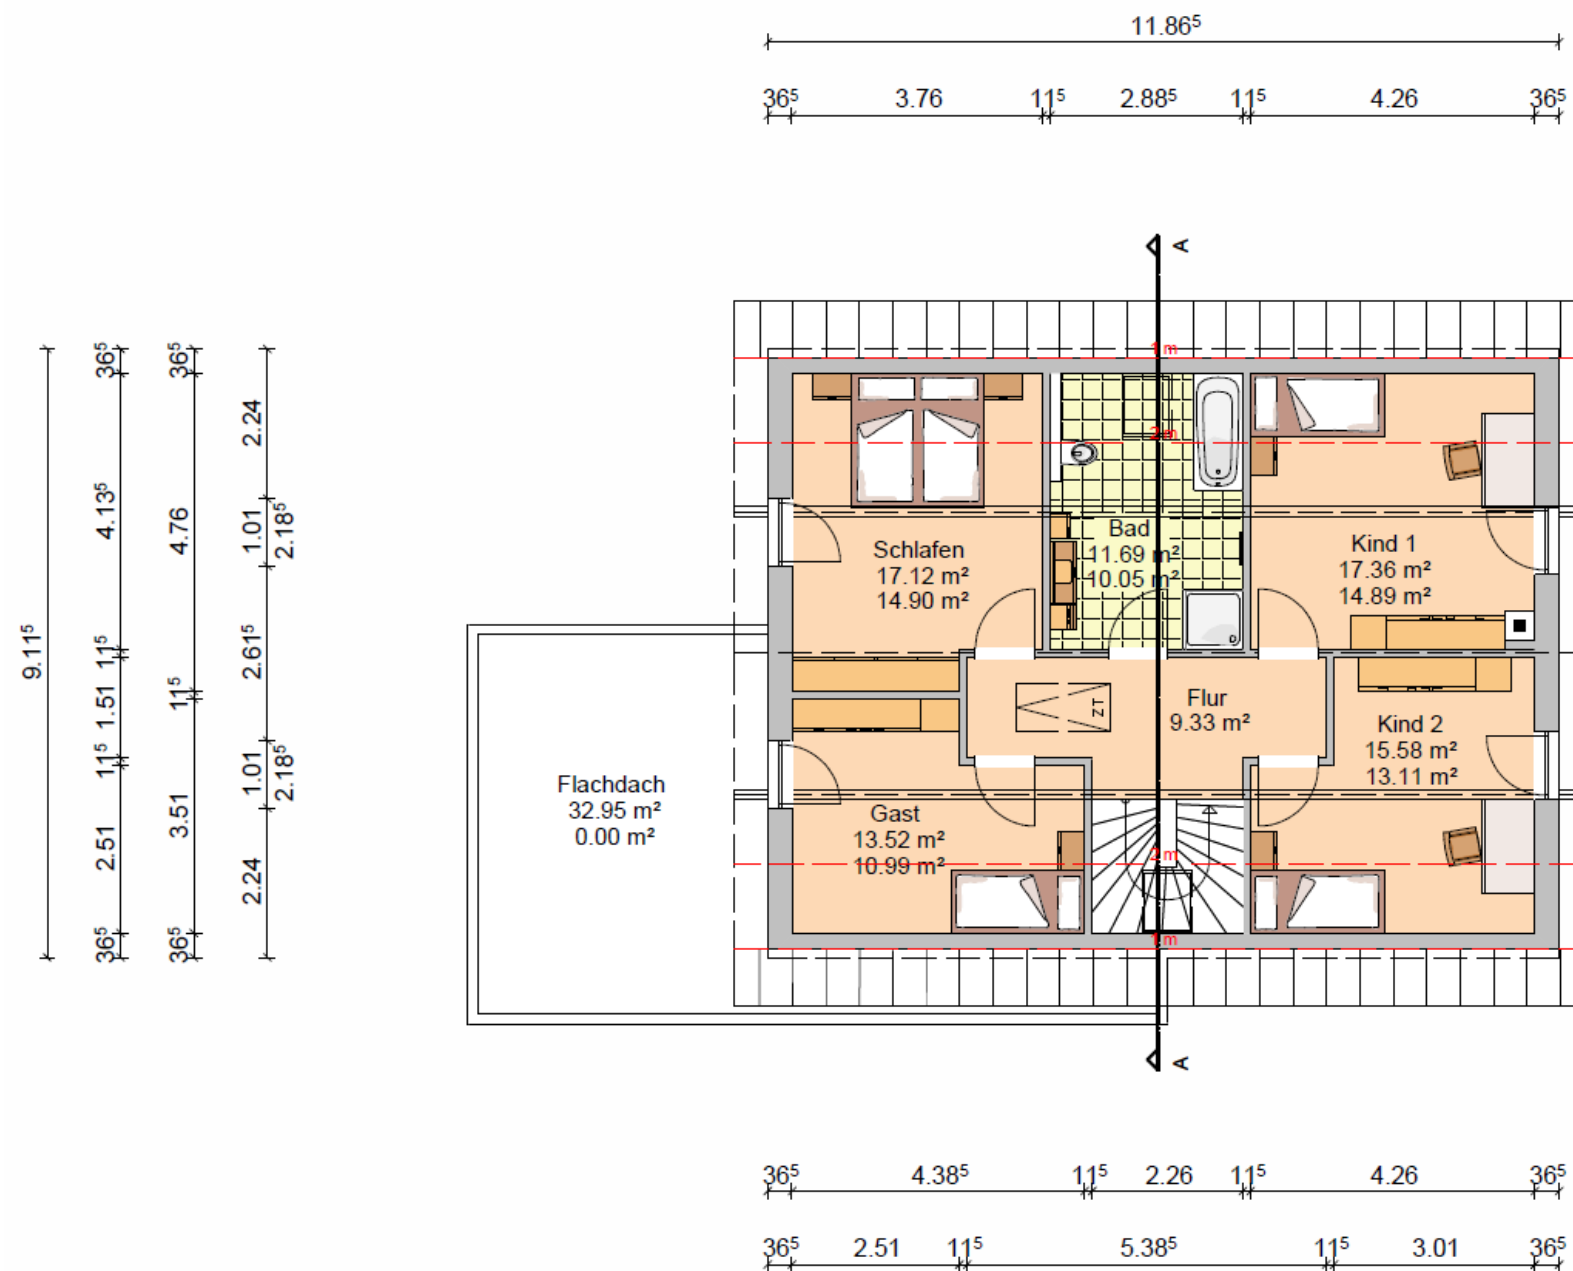 11.86⁵
36⁵ 3.76 11⁵ 2.88⁵ 11⁵ 4.26 36⁵
A
1 m
2 m
Schlafen
17.12 m²
14.90 m²
Bad
11.69 m²
10.05 m²
Kind 1
17.36 m²
14.89 m²
Flur
9.33 m²
ZT
Kind 2
15.58 m²
13.11 m²
Flachdach
32.95 m²
0.00 m²
Gast
13.52 m²
10.99 m²
2 m
1 m
A
9.11⁵
36⁵ 4.13⁵ 11⁵ 1.51 11⁵ 2.51 36⁵
36⁵ 4.76 11⁵ 3.51 36⁵
2.24 1.01 2.61⁵ 1.01 2.24
2.18⁵ 2.18⁵
36⁵ 4.38⁵ 11⁵ 2.26 11⁵ 4.26 36⁵
36⁵ 2.51 11⁵ 5.38⁵ 11⁵ 3.01 36⁵